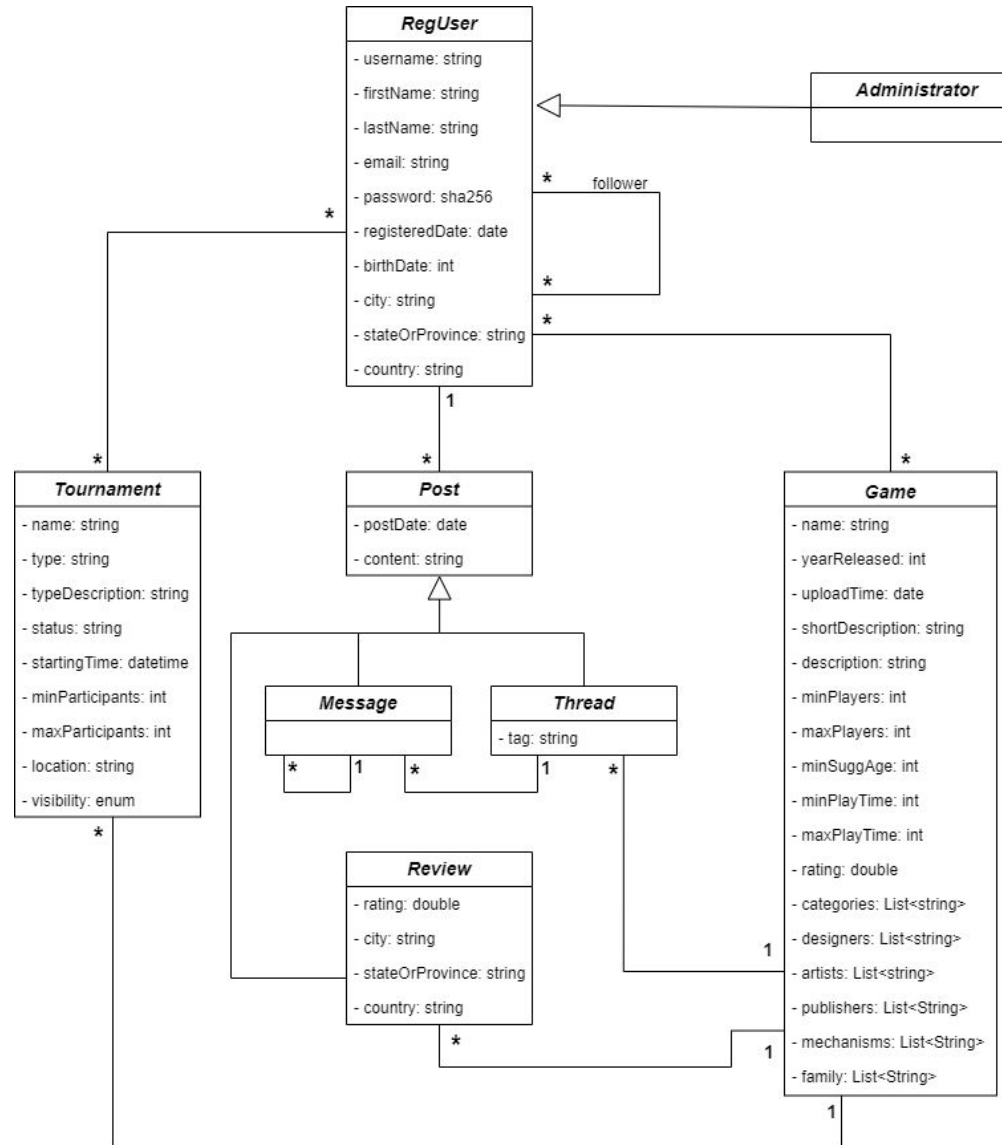 RegUser
- username: string
- firstName: string
- lastName: string
- email: string
- password: sha256
- registeredDate: date
- birthDate: int
- city: string
- stateOrProvince: string
- country: string
Administrator
*
follower
*
*
*
1
*
*
*
Tournament
- name: string
- type: string
- typeDescription: string
- status: string
- startingTime: datetime
- minParticipants: int
- maxParticipants: int
- location: string
- visibility: enum
*
Post
- postDate: date
- content: string
Message
*
1
*
Thread
- tag: string
1
*
Review
- rating: double
- city: string
- stateOrProvince: string
- country: string
*
Game
- name: string
- yearReleased: int
- uploadTime: date
- shortDescription: string
- description: string
- minPlayers: int
- maxPlayers: int
- minSuggAge: int
- minPlayTime: int
- maxPlayTime: int
- rating: double
- categories: List<string>
- designers: List<string>
- artists: List<string>
- publishers: List<String>
- mechanisms: List<String>
- family: List<String>
1
1
1